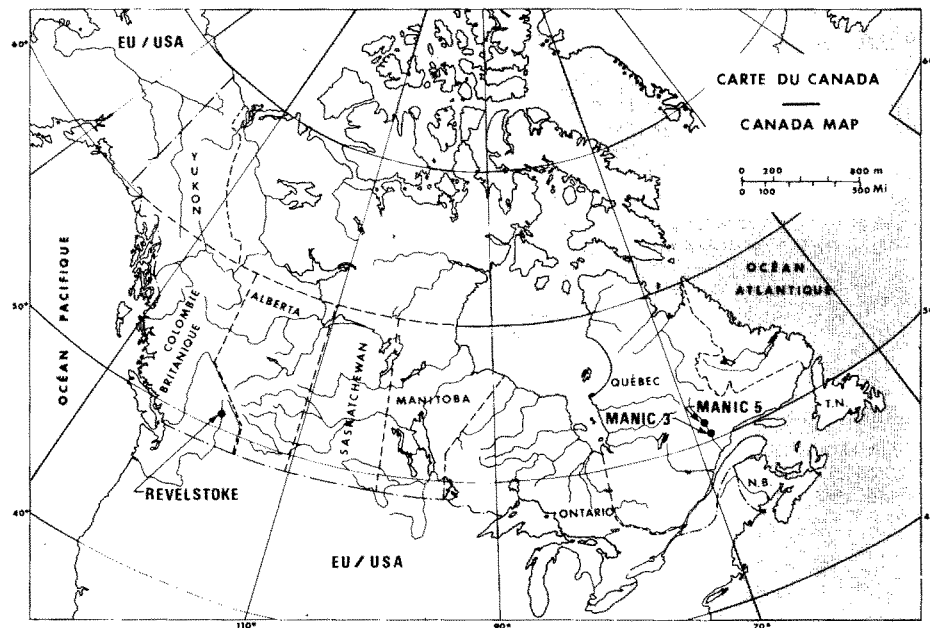 EU / USA
CARTE DU CANADA
CANADA MAP
0 200 800 m
0 100 500 Mi
60°
YUKON
OCÉAN PACIFIQUE
OCÉAN
ATLANTIQUE
50°
COLOMBIE
BRITANIQUE
ALBERTA
SASKATCHEWAN
MANITOBA
QUÉBEC
MANIC 3
MANIC 5
T.N.
N.B.
REVELSTOKE
ONTARIO
40°
EU / USA
110°
90°
70°